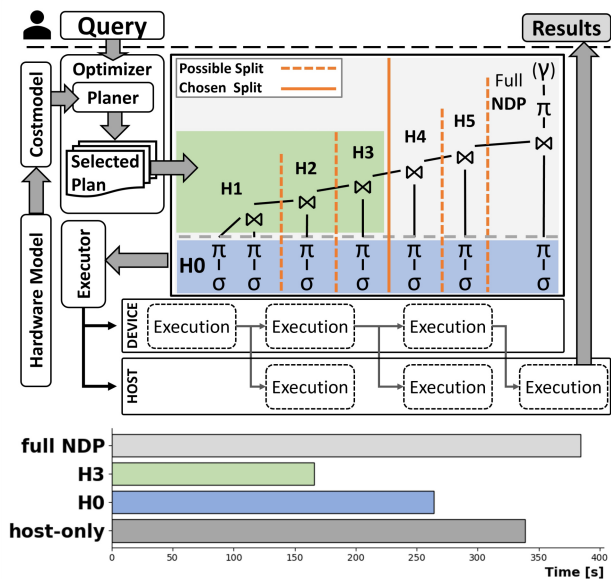 Query
Results
Optimizer
Planer
Selected
Plan
Costmodel
Hardware Model
Executor
Possible Split
Chosen Split
Full
NDP
(γ)
π
H1
H2
H3
H4
H5
⋈ ⋈ ⋈ ⋈ ⋈ ⋈
H0
π π π π π π
σ σ σ σ σ σ
DEVICE
Execution Execution Execution
HOST
Execution Execution Execution
full NDP
H3
H0
host-only
0 50 100 150 200 250 300 350 400
Time [s]